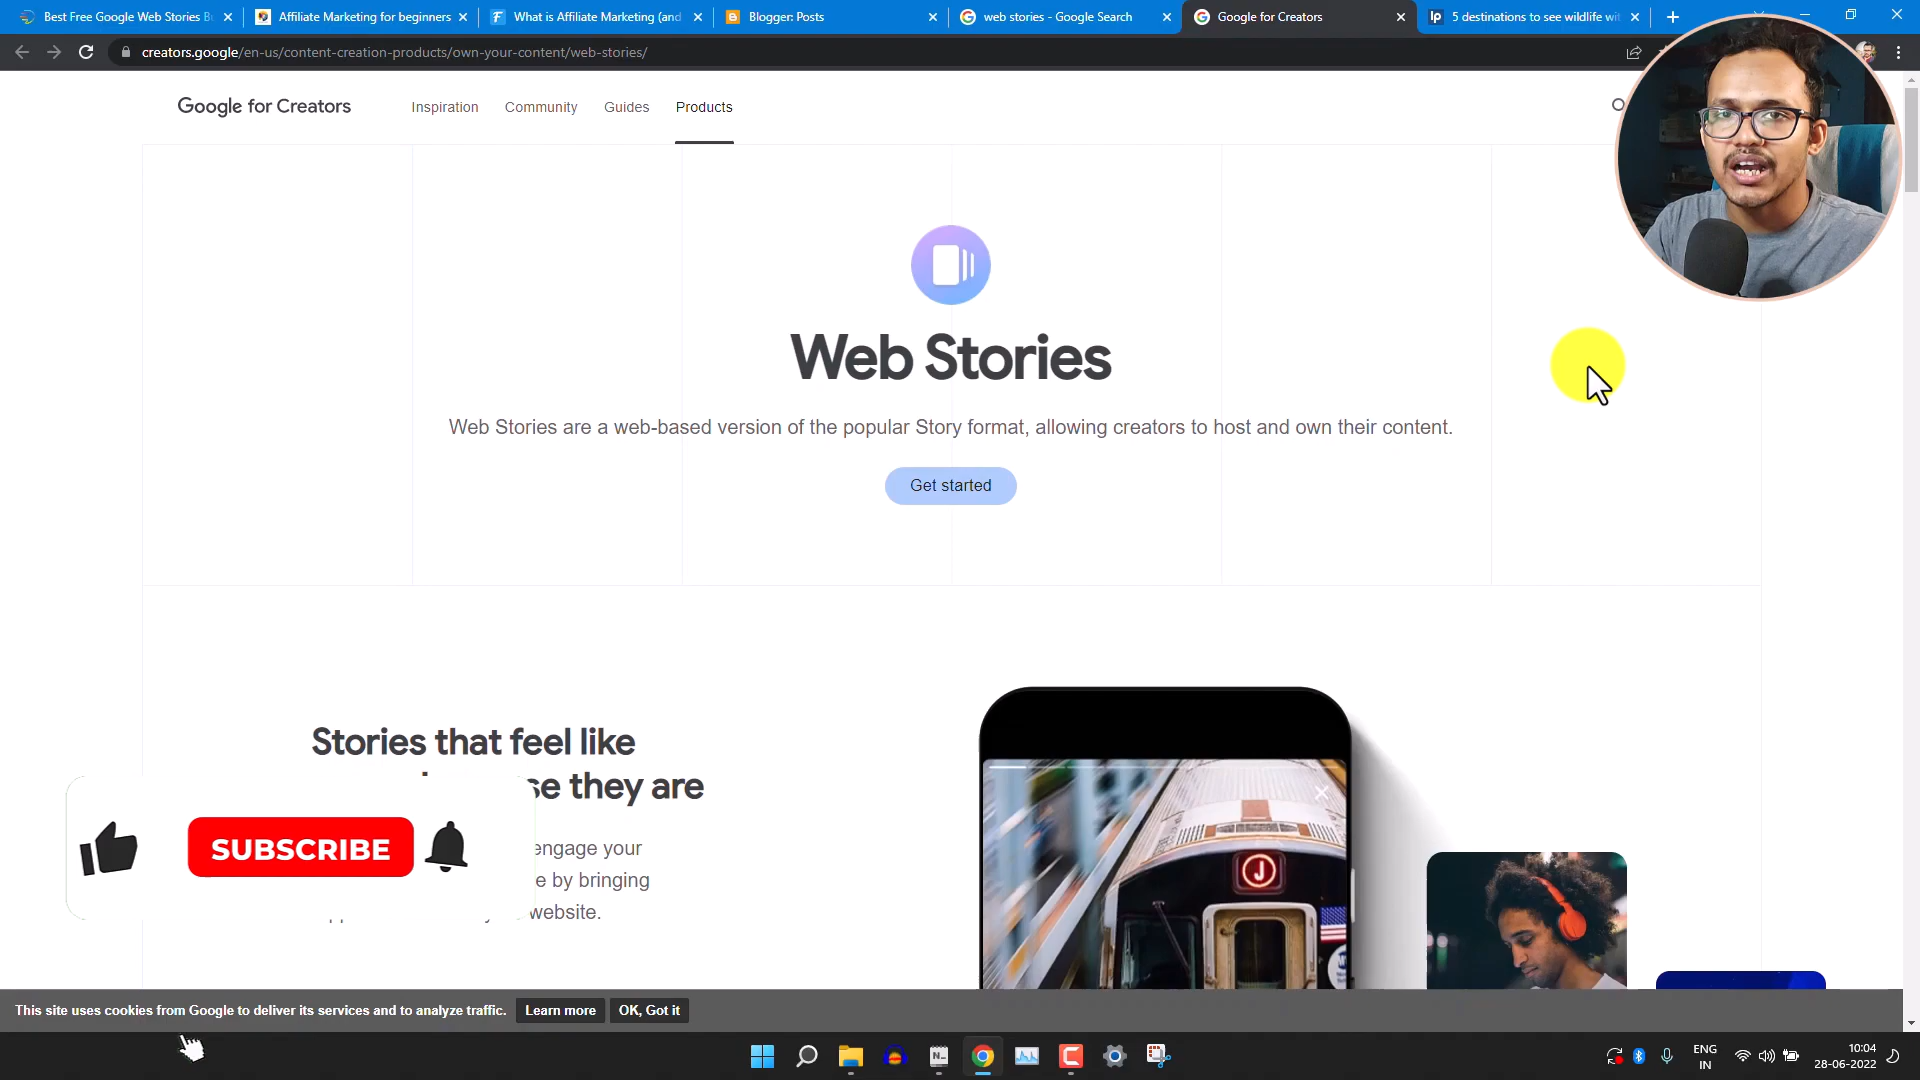 Best Free Google Web Stories Bu
Affiliate Marketing for beginners
What is Affiliate Marketing (and
Blogger: Posts
web stories - Google Search
Google for Creators
5 destinations to see wildlife wit
creators.google/en-us/content-creation-products/own-your-content/web-stories/
Google for Creators
Inspiration
Community
Guides
Products
Web Stories
Web Stories are a web-based version of the popular Story format, allowing creators to host and own their content.
Get started
Stories that feel like
se they are
engage your
e by bringing
website.
SUBSCRIBE
J
This site uses cookies from Google to deliver its services and to analyze traffic.
Learn more
OK, Got it
ENG
IN
10:04
28-06-2022